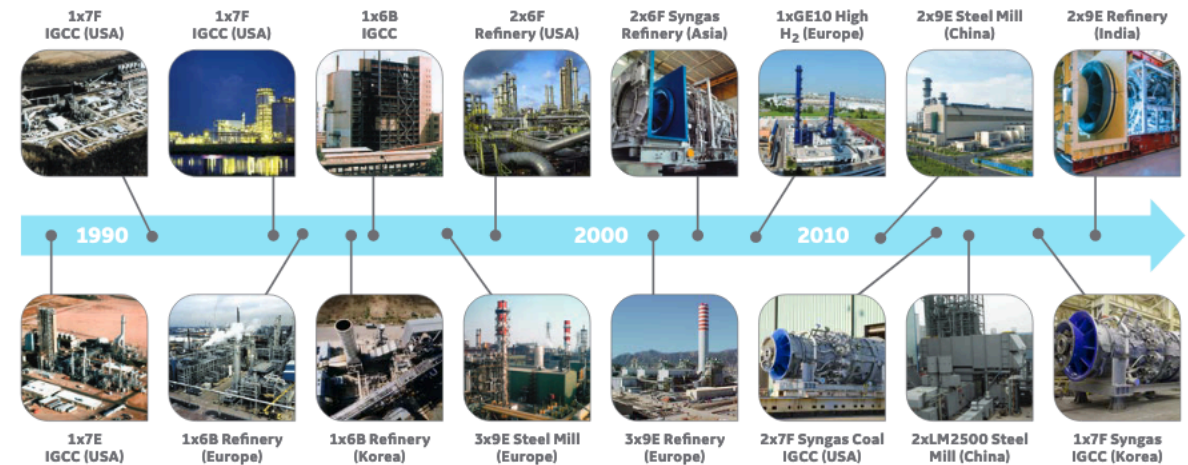 1x7F
IGCC (USA)
1x7F
IGCC (USA)
1x6B
IGCC
2x6F
Refinery (USA)
2x6F Syngas
Refinery (Asia)
1xGE10 High
H2 (Europe)
2x9E Steel Mill
(China)
2x9E Refinery
(India)
1990
2000
2010
1x7E
IGCC (USA)
1x6B Refinery
(Europe)
1x6B Refinery
(Korea)
3x9E Steel Mill
(Europe)
3x9E Refinery
(Europe)
2x7F Syngas Coal
IGCC (USA)
2xLM2500 Steel
Mill (China)
1x7F Syngas
IGCC (Korea)